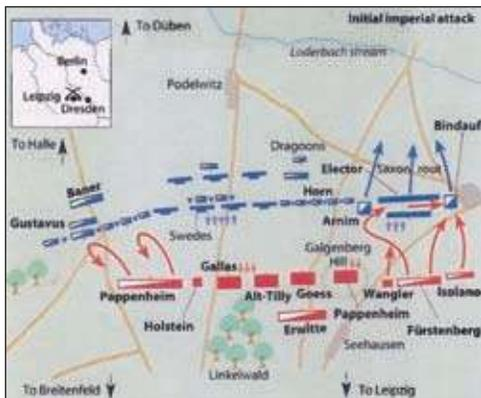 To Düben
Initial imperial attack
Berlin
Leipzig
Dresden
Loderbach stream
Podelwitz
Bindauf
To Halle
Dragoons
Elector
Saxon rout
Baner
Horn
Gustavus
Arnim
Swedes
Galgenberg
Hill
Gallas
Pappenheim
Alt-Tilly
Goess
Wangler
Isolano
Holstein
Pappenheim
Erwitte
Fürstenberg
Seehausen
Linkelwald
To Breitenfeld
To Leipzig